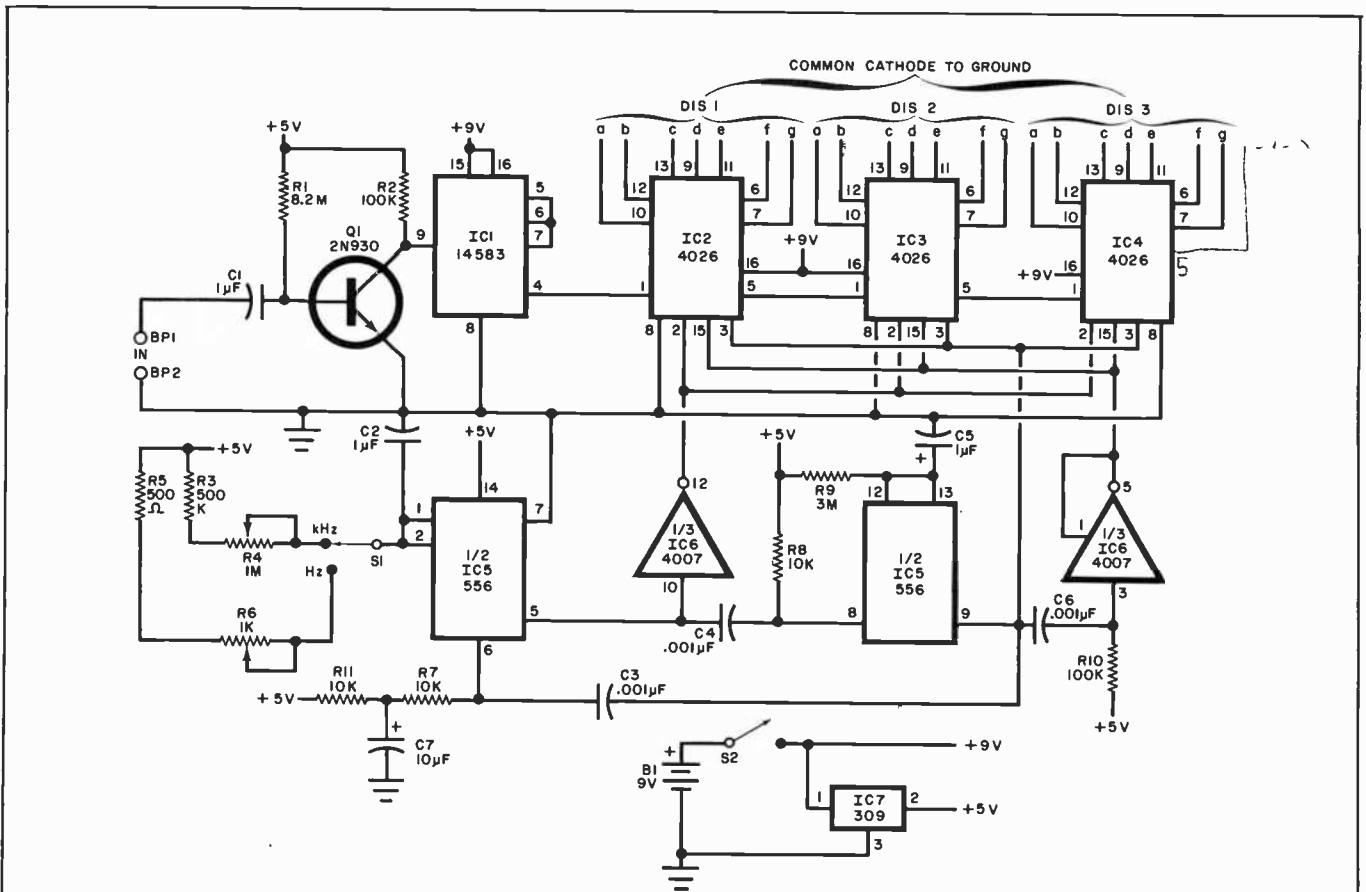 COMMON CATHODE TO GROUND
DIS 1
DIS 2
DIS 3
a b c d e f g
a b c d e f g
a b c d e f g
+5V
+9V
15
16
R1
8.2M
R2
100K
Q1
2N930
9
IC1
14583
5
6
7
4
8
C1
1µF
BP1
IN
BP2
13
9
11
12
10
6
7
IC2
4026
16
5
1
8
2
15
3
+9V
13
9
11
12
10
6
7
IC3
4026
16
5
1
8
2
15
3
13
9
11
12
10
6
7
IC4
4026
+9V
16
1
5
2
15
3
8
C2
1µF
+5V
14
+5V
R5
500
Ω
R3
500
K
R4
1M
kHz
Hz
S1
R6
1K
1
2
7
1/2
IC5
556
5
6
12
1/3
IC6
4007
10
+5V
R9
3M
R8
10K
C5
1µF
+
12
13
1/2
IC5
556
8
9
C4
.001µF
C6
.001µF
5
1
1/3
IC6
4007
3
R10
100K
+5V
+5V
R11
10K
R7
10K
C3
.001µF
+
C7
10µF
B1
9V
+
S2
+9V
1
IC7
309
2
+5V
3